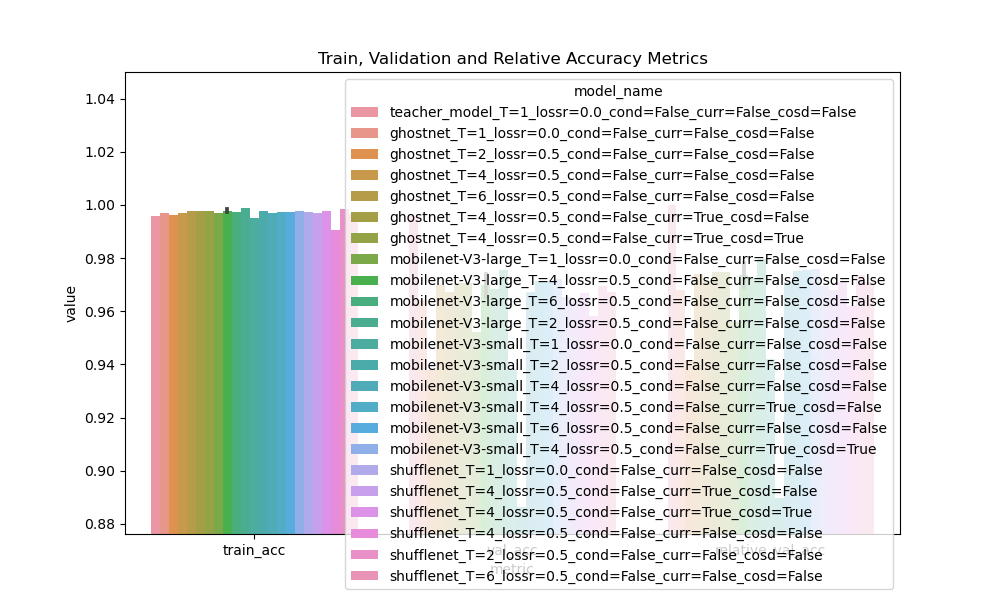 Train, Validation and Relative Accuracy Metrics
model_name
teacher_model_T=1_lossr=0.0_cond=False_curr=False_cosd=False
ghostnet_T=1_lossr=0.0_cond=False_curr=False_cosd=False
ghostnet_T=2_lossr=0.5_cond=False_curr=False_cosd=False
ghostnet_T=4_lossr=0.5_cond=False_curr=False_cosd=False
ghostnet_T=6_lossr=0.5_cond=False_curr=False_cosd=False
ghostnet_T=4_lossr=0.5_cond=False_curr=True_cosd=False
ghostnet_T=4_lossr=0.5_cond=False_curr=True_cosd=True
mobilenet-V3-large_T=1_lossr=0.0_cond=False_curr=False_cosd=False
mobilenet-V3-large_T=4_lossr=0.5_cond=False_curr=False_cosd=False
mobilenet-V3-large_T=6_lossr=0.5_cond=False_curr=False_cosd=False
mobilenet-V3-large_T=2_lossr=0.5_cond=False_curr=False_cosd=False
mobilenet-V3-small_T=1_lossr=0.0_cond=False_curr=False_cosd=False
mobilenet-V3-small_T=2_lossr=0.5_cond=False_curr=False_cosd=False
mobilenet-V3-small_T=4_lossr=0.5_cond=False_curr=False_cosd=False
mobilenet-V3-small_T=4_lossr=0.5_cond=False_curr=True_cosd=False
mobilenet-V3-small_T=6_lossr=0.5_cond=False_curr=False_cosd=False
mobilenet-V3-small_T=4_lossr=0.5_cond=False_curr=True_cosd=True
shufflenet_T=1_lossr=0.0_cond=False_curr=False_cosd=False
shufflenet_T=4_lossr=0.5_cond=False_curr=True_cosd=False
shufflenet_T=4_lossr=0.5_cond=False_curr=True_cosd=True
shufflenet_T=4_lossr=0.5_cond=False_curr=False_cosd=False
shufflenet_T=2_lossr=0.5_cond=False_curr=False_cosd=False
shufflenet_T=6_lossr=0.5_cond=False_curr=False_cosd=False
value
1.04
1.02
1.00
0.98
0.96
0.94
0.92
0.90
0.88
train_acc
val_acc
relative_val_acc
metric